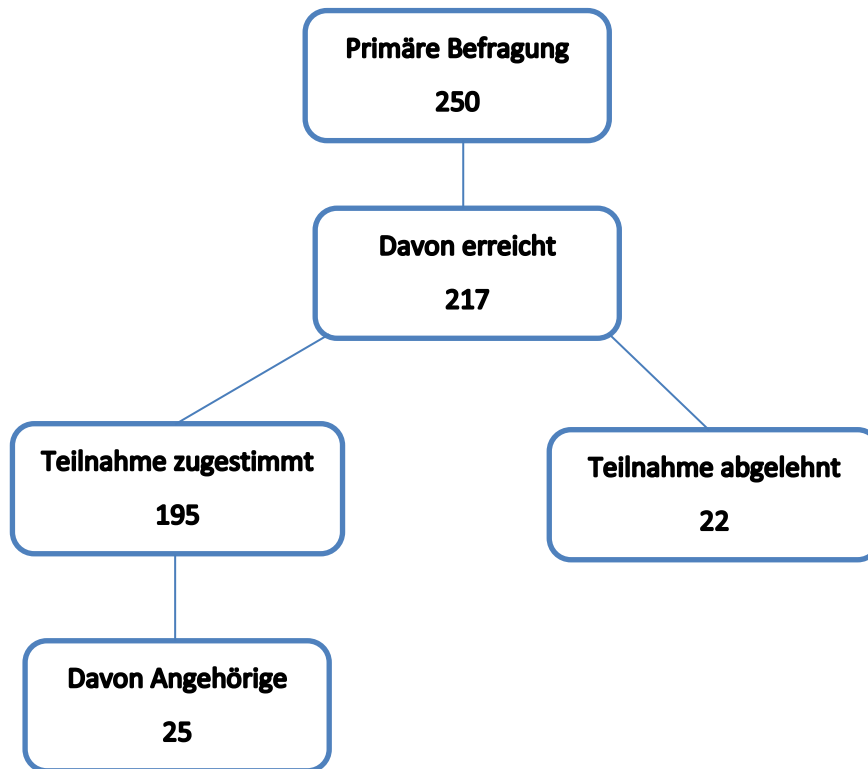 Primäre Befragung
250
Davon erreicht
217
Teilnahme zugestimmt
195
Teilnahme abgelehnt
22
Davon Angehörige
25